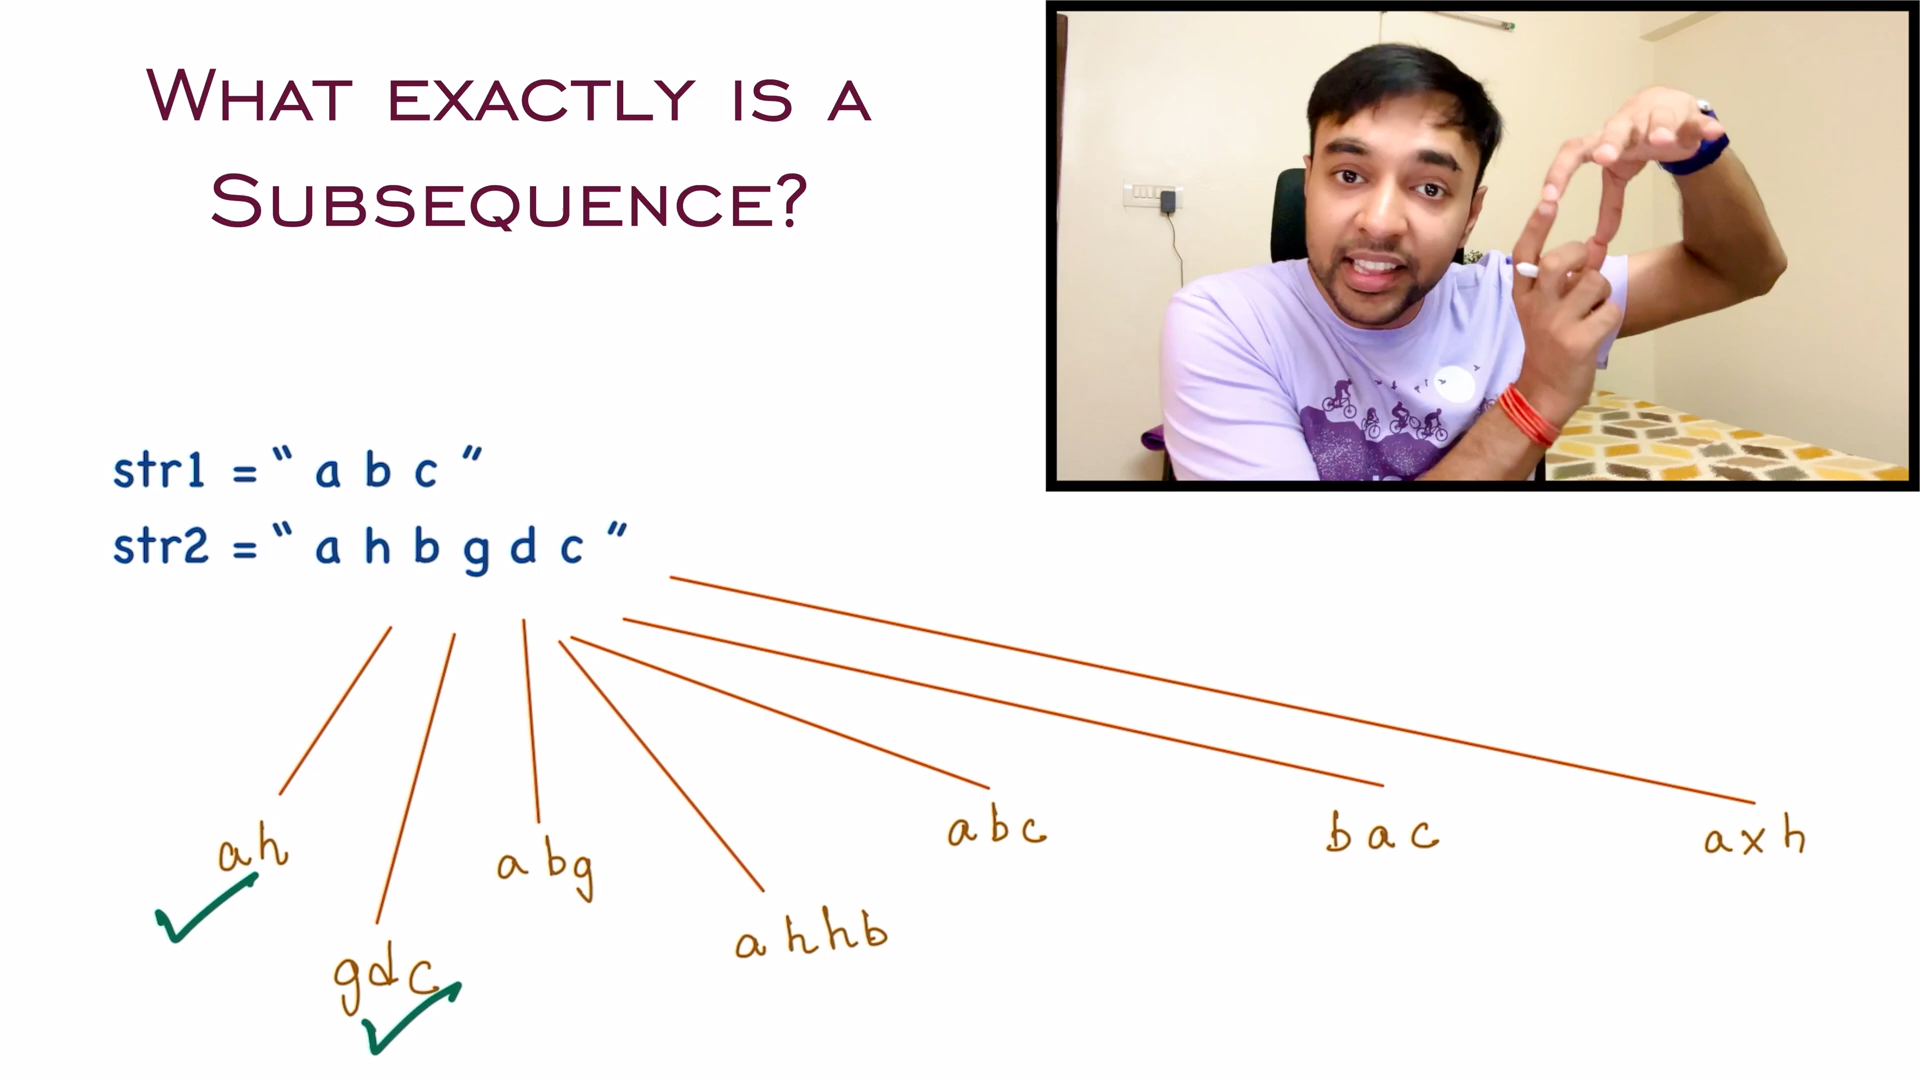 WHAT EXACTLY IS A
SUBSEQUENCE?
str1 = " a b c "
str2 = " a h b g d c "
ah
gdc
abg
ahhb
abc
bac
axh